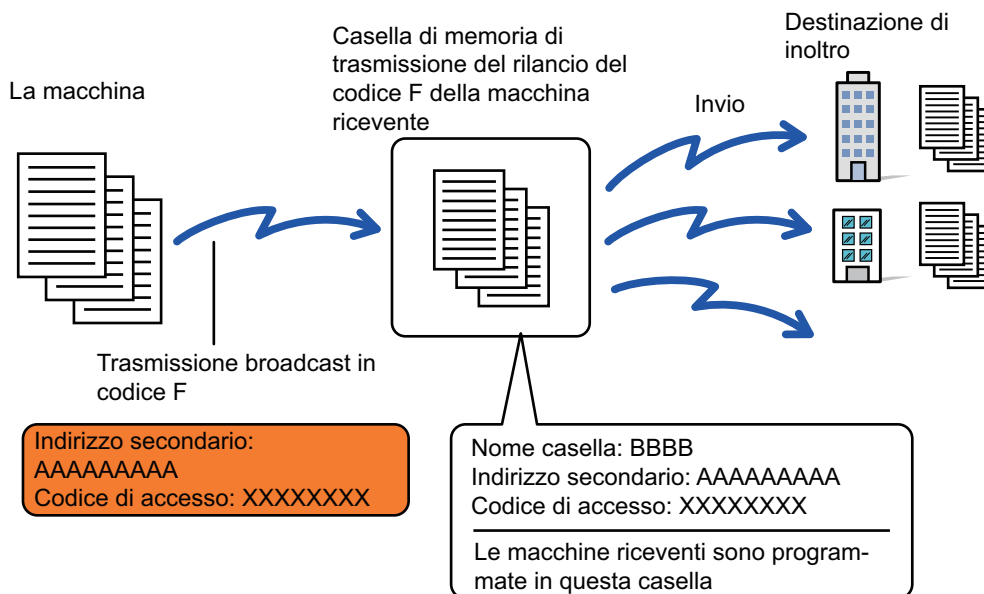 La macchina
Casella di memoria di
trasmissione del rilancio del
codice F della macchina
ricevente
Invio
Destinazione di
inoltro
Trasmissione broadcast in
codice F
Indirizzo secondario:
AAAAAAAAA
Codice di accesso: XXXXXXXX
Nome casella: BBBB
Indirizzo secondario: AAAAAAAAA
Codice di accesso: XXXXXXXX
Le macchine riceventi sono program-
mate in questa casella